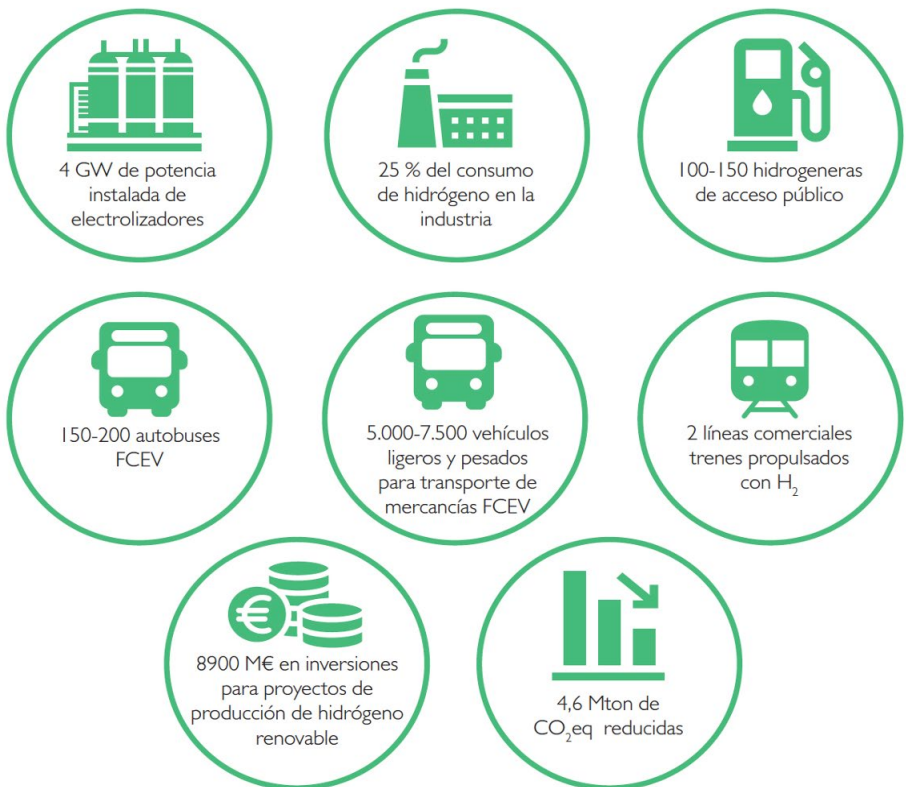 4 GW de potencia
instalada de
electrolizadores
25 % del consumo
de hidrógeno en la
industria
100-150 hidrogeneras
de acceso público
150-200 autobuses
FCEV
5.000-7.500 vehículos
ligeros y pesados
para transporte de
mercancías FCEV
2 líneas comerciales
trenes propulsados
con H₂
€
8900 M€ en inversiones
para proyectos de
producción de hidrógeno
renovable
4,6 Mton de
CO₂eq reducidas